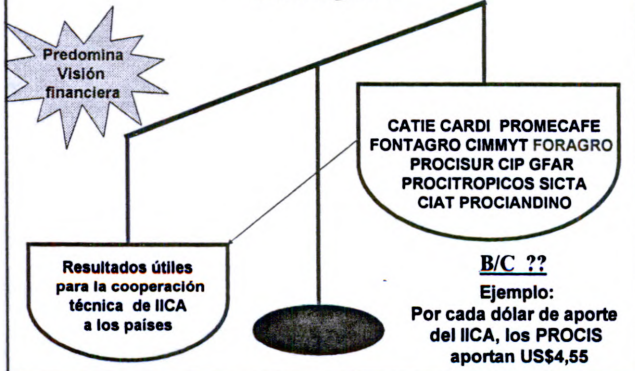 Predomina
Visión
financiera
CATIE CARDI PROMECAFE
FONTAGRO CIMMYT FORAGRO
PROCISUR CIP GFAR
PROCITROPICOS SICTA
CIAT PROCIANDINO
Resultados útiles
para la cooperación
técnica de IICA
a los países
B/C ??
Ejemplo:
Por cada dólar de aporte
del IICA, los PROCIS
aportan US$4,55